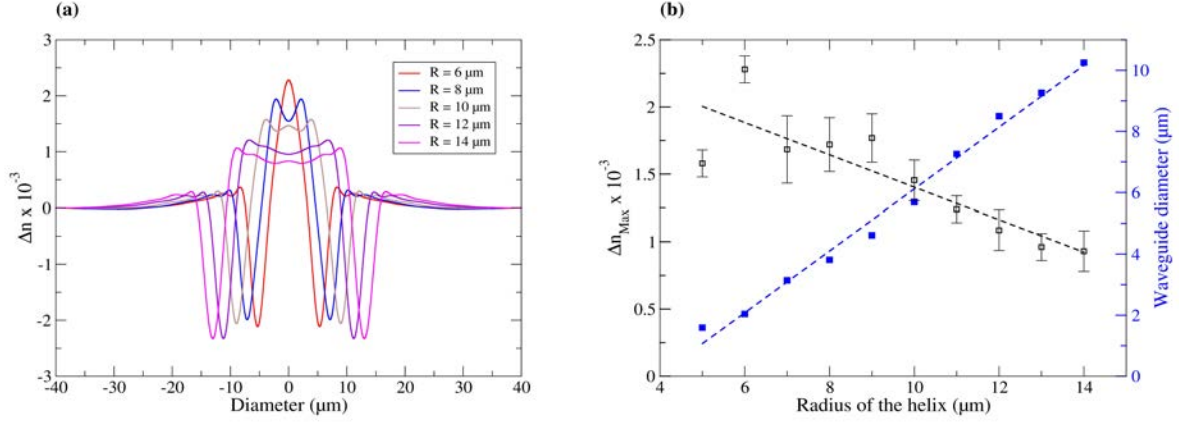 (a)
3
2
1
0
-1
-2
-3
Δn x 10⁻³
-40
-30
-20
-10
0
10
20
30
40
Diameter (μm)
R = 6 μm
R = 8 μm
R = 10 μm
R = 12 μm
R = 14 μm
(b)
2.5
2
1.5
1
0.5
0
Δn_Max x 10⁻³
4
6
8
10
12
14
Radius of the helix (μm)
10
8
6
4
2
0
Waveguide diameter (μm)